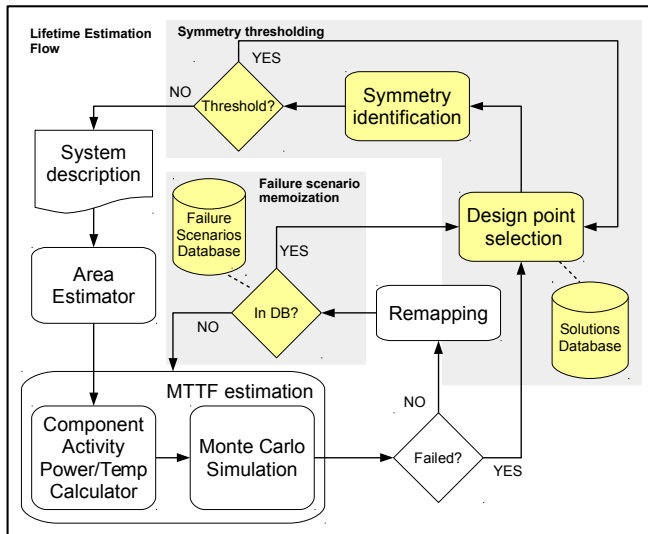 Lifetime Estimation
Flow
Symmetry thresholding
YES
NO
Threshold?
Symmetry
identification
System
description
Failure scenario
memoization
Failure
Scenarios
Database
YES
Design point
selection
Area
Estimator
In DB?
NO
Remapping
Solutions
Database
MTTF estimation
NO
Component
Activity
Power/Temp
Calculator
Monte Carlo
Simulation
Failed?
YES